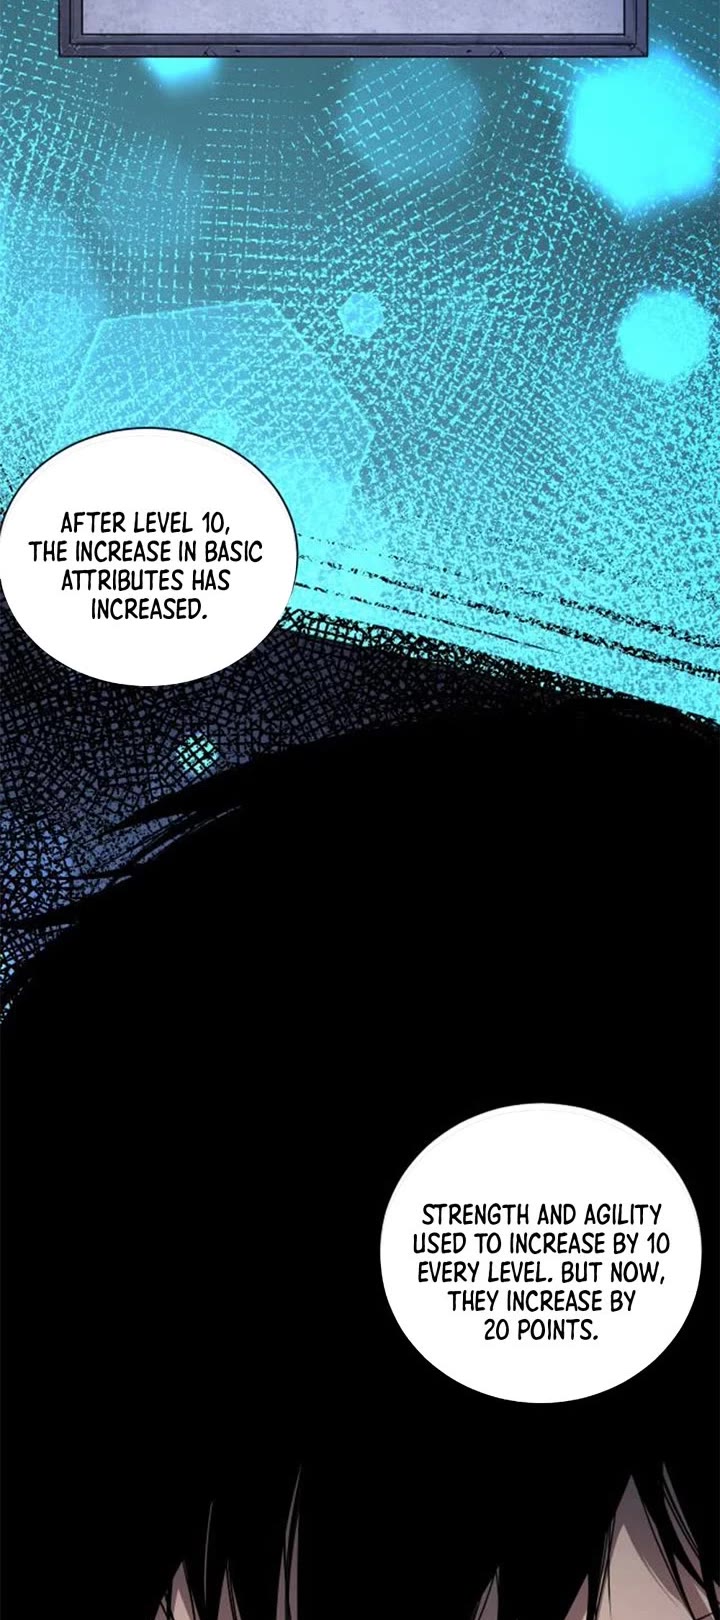 AFTER LEVEL 10,
THE INCREASE IN BASIC
ATTRIBUTES HAS
INCREASED.
STRENGTH AND AGILITY
USED TO INCREASE BY 10
EVERY LEVEL. BUT NOW,
THEY INCREASE BY
20 POINTS.